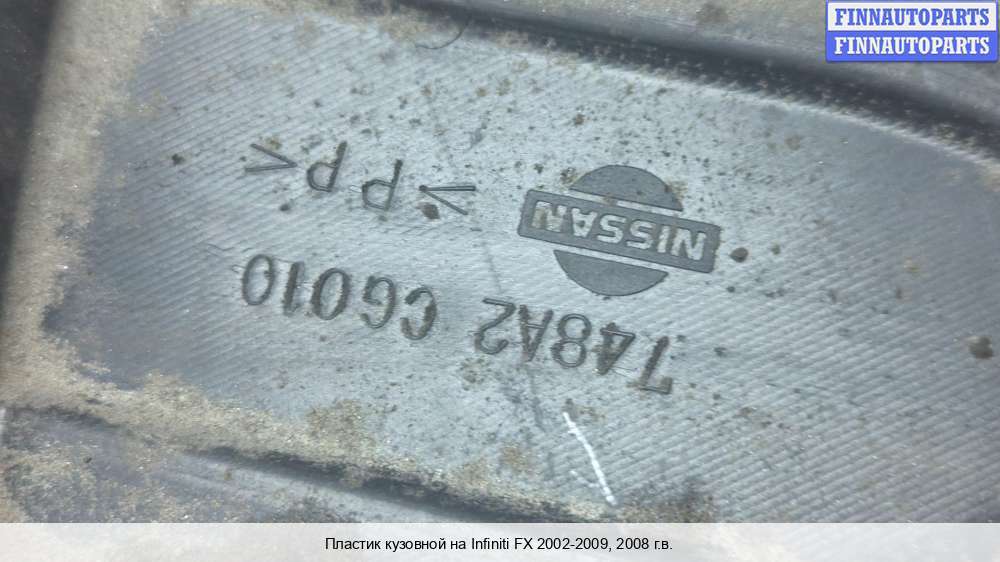 FINNAUTOPARTS
FINNAUTOPARTS
NISSAN
>PP<
748A2 CG010
Пластик кузовной на Infiniti FX 2002-2009, 2008 г.в.